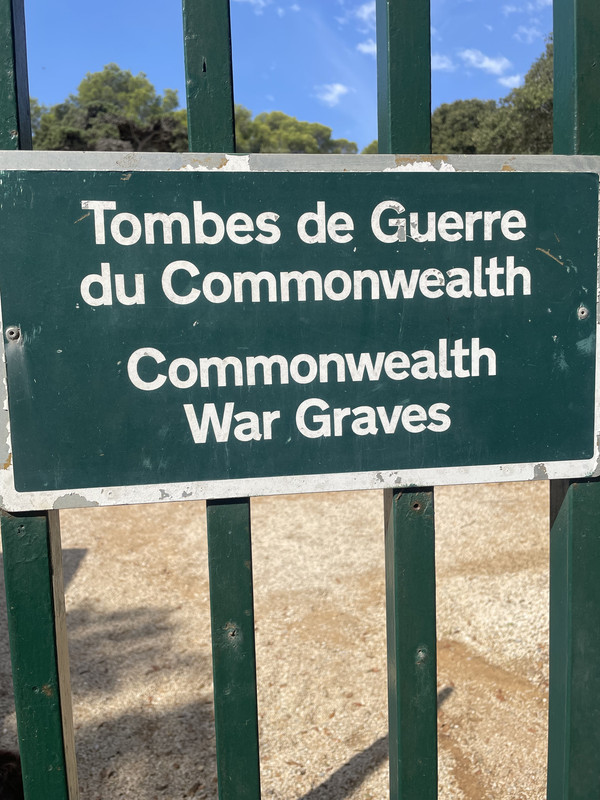 Tombes de Guerre
du Commonwealth
Commonwealth
War Graves